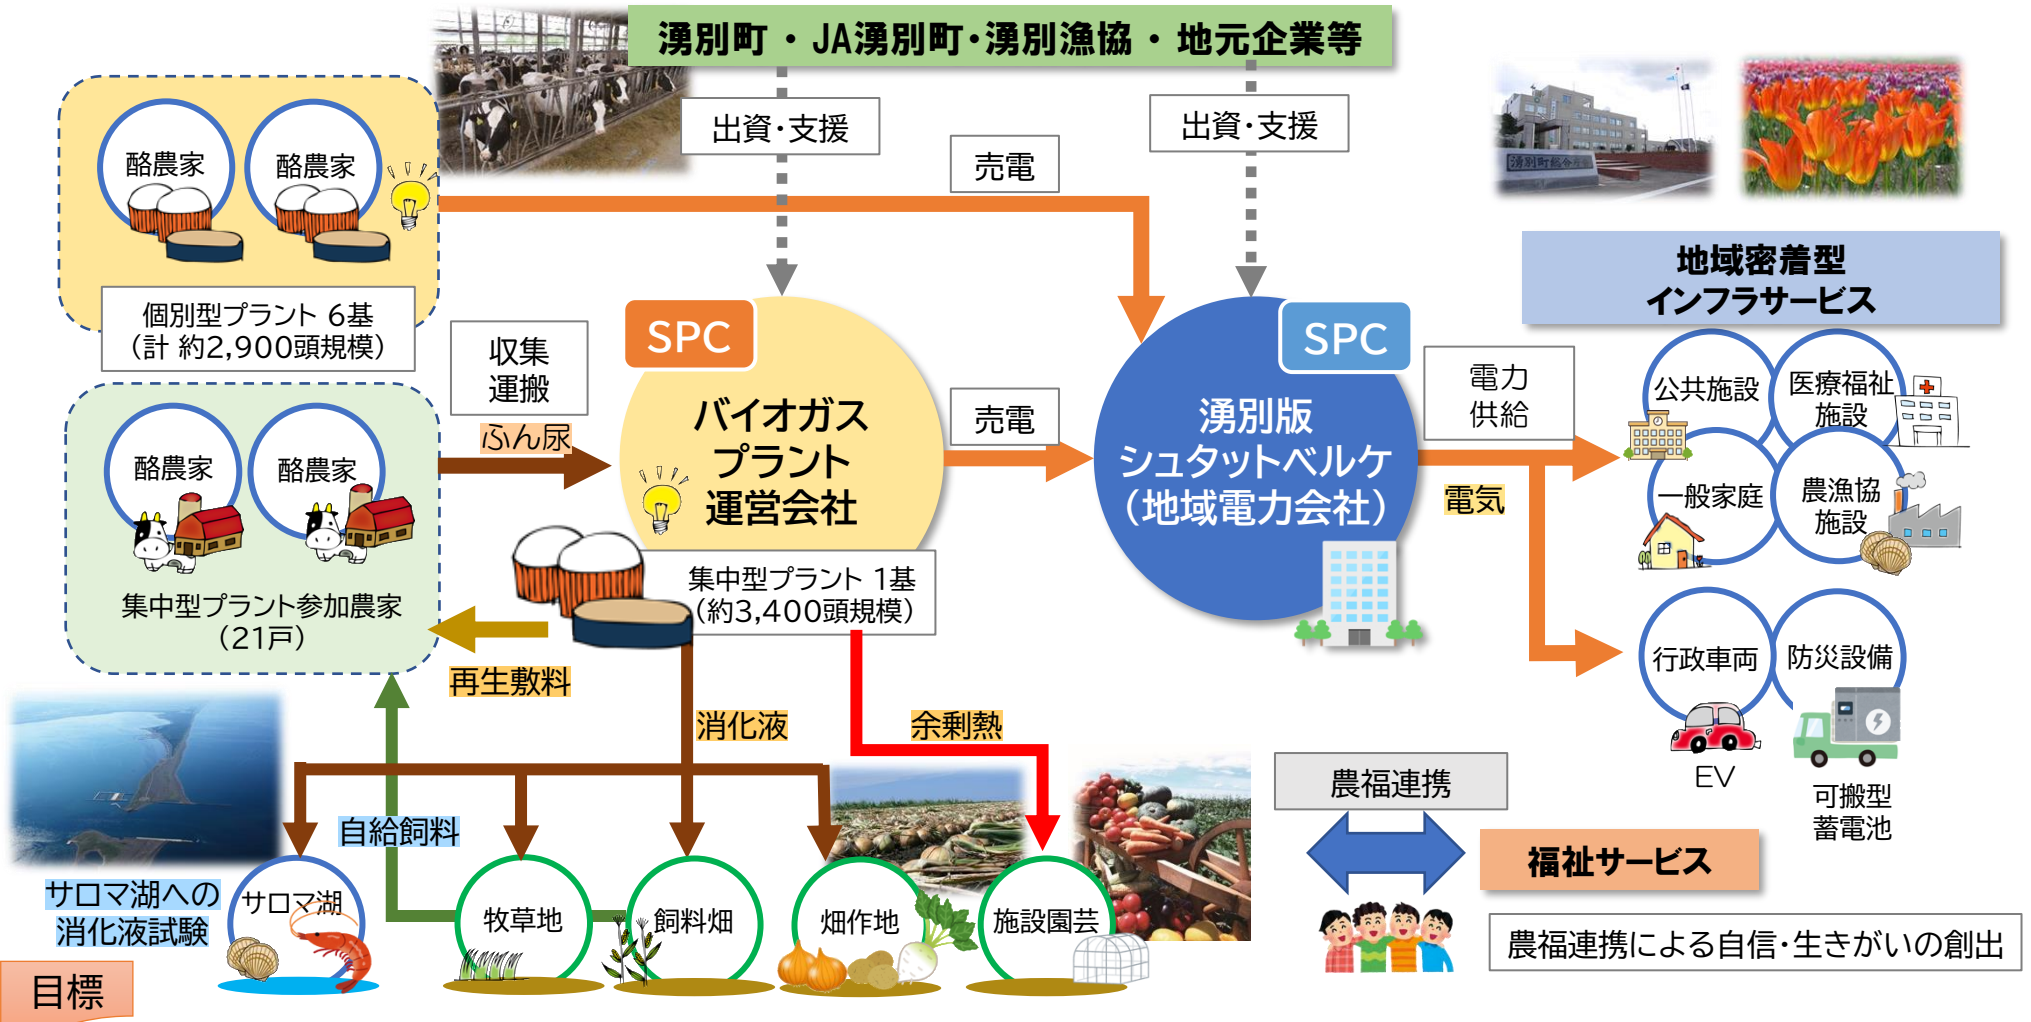 湧別町・JA湧別町・湧別漁協・地元企業等
出資・支援
出資・支援
酪農家
酪農家
個別型プラント 6基
（計 約2,900頭規模）
売電
湧別町総合庁舎
地域密着型
インフラサービス
収集
運搬
ふん尿
SPC
バイオガス
プラント
運営会社
売電
SPC
湧別版
シュタットベルケ
（地域電力会社）
電力
供給
電気
公共施設
医療福祉
施設
一般家庭
農漁協
施設
酪農家
酪農家
集中型プラント参加農家
（21戸）
集中型プラント 1基
（約3,400頭規模）
再生敷料
消化液
余剰熱
行政車両
防災設備
EV
可搬型
蓄電池
自給飼料
サロマ湖への
消化液試験
サロマ湖
牧草地
飼料畑
畑作地
施設園芸
農福連携
福祉サービス
農福連携による自信・生きがいの創出
目標